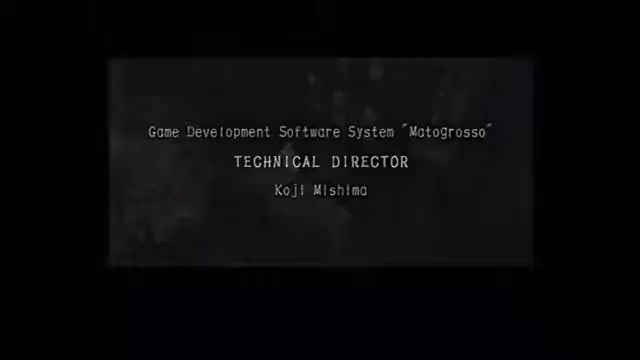 Game Development Software System "Matogrosso"
TECHNICAL DIRECTOR
Koji Mishima